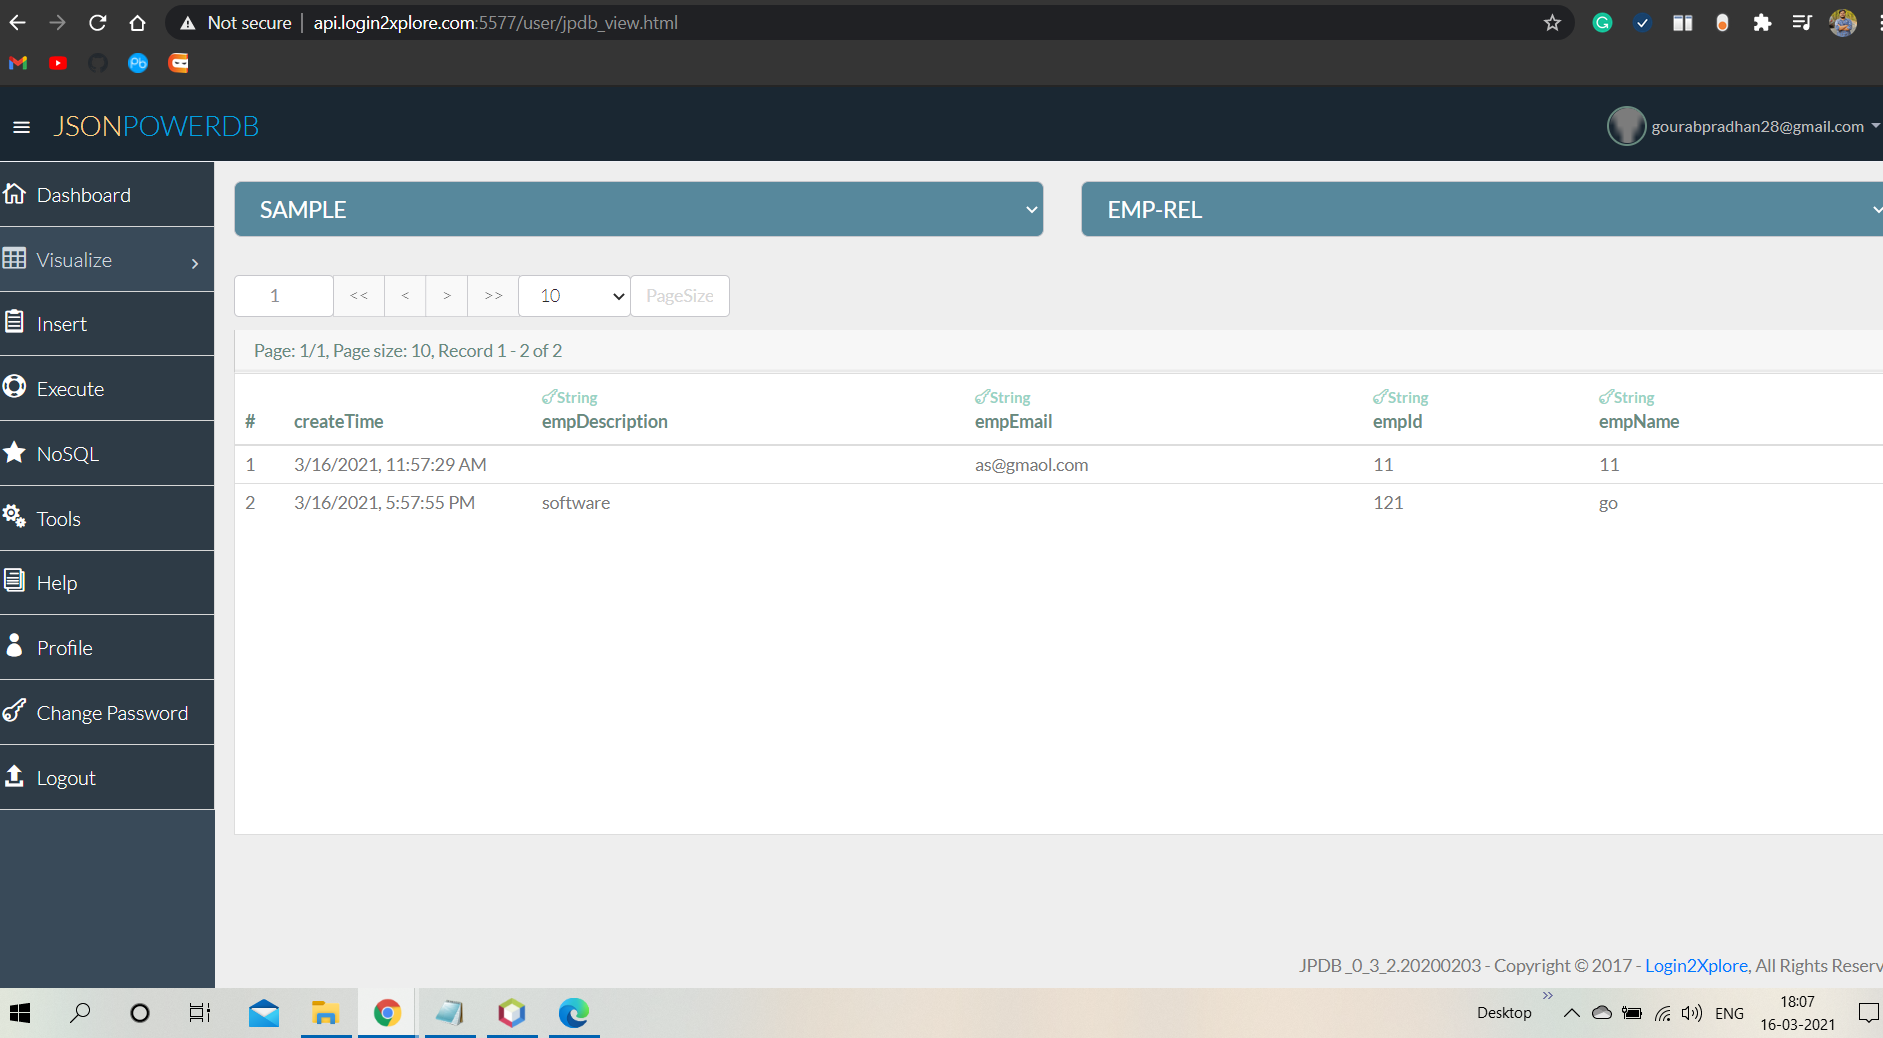 Not secure | api.login2xplore.com:5577/user/jpdb_view.html
JSONPOWERDB
gourabpradhan28@gmail.com
Dashboard
Visualize
Insert
Execute
NoSQL
Tools
Help
Profile
Change Password
Logout
SAMPLE
EMP-REL
1 << < > >> 10 PageSize
Page: 1/1, Page size: 10, Record 1 - 2 of 2
String String String String
# createTime empDescription empEmail empId empName
1 3/16/2021, 11:57:29 AM as@gmaol.com 11 11
2 3/16/2021, 5:57:55 PM software 121 go
JPDB_0_3_2.20200203 - Copyright © 2017 - Login2Xplore, All Rights Reserv
Desktop ENG 18:07
16-03-2021